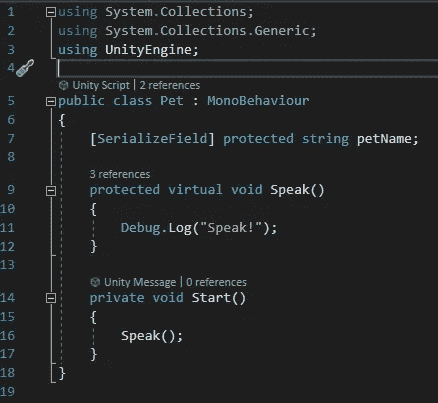 1 using System.Collections;
2 using System.Collections.Generic;
3 using UnityEngine;
4
Unity Script | 2 references
5 public class Pet : MonoBehaviour
6 {
7 [SerializeField] protected string petName;
8
3 references
9 protected virtual void Speak()
10 {
11 Debug.Log("Speak!");
12 }
13
Unity Message | 0 references
14 private void Start()
15 {
16 Speak();
17 }
18 }
19